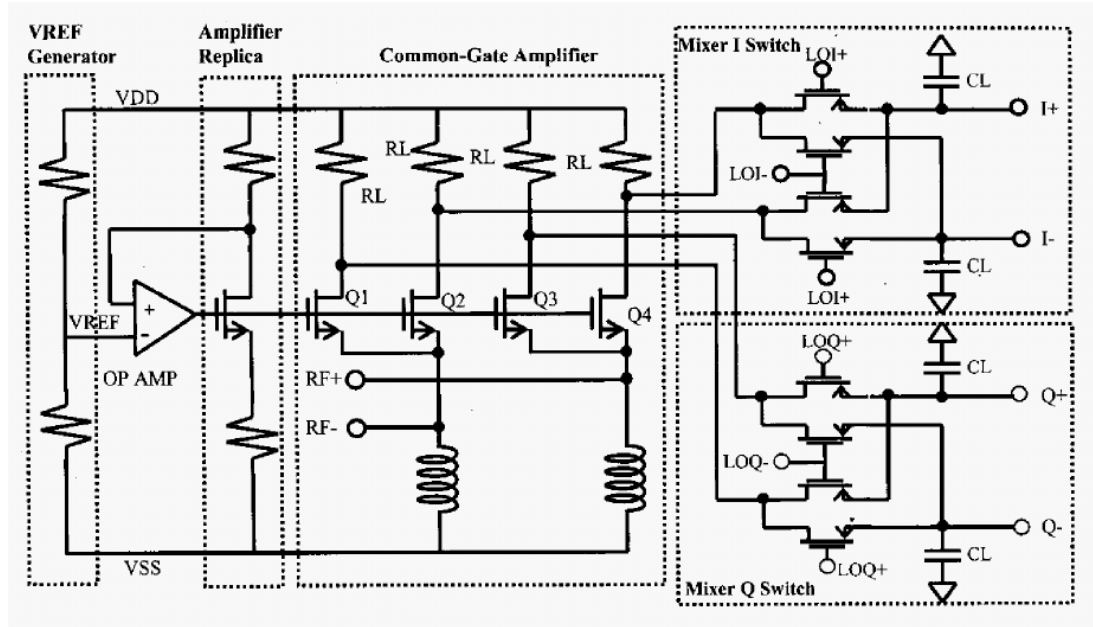 VREF
Generator
Amplifier
Replica
Common-Gate Amplifier
Mixer I Switch
LOI+
CL
I+
VDD
RL
RL
RL
RL
LOI-
I-
CL
LOI+
Q1
Q2
Q3
Q4
VREF
+
-
OP AMP
RF+
RF-
LOQ+
CL
Q+
LOQ-
Q-
CL
LOQ+
VSS
Mixer Q Switch